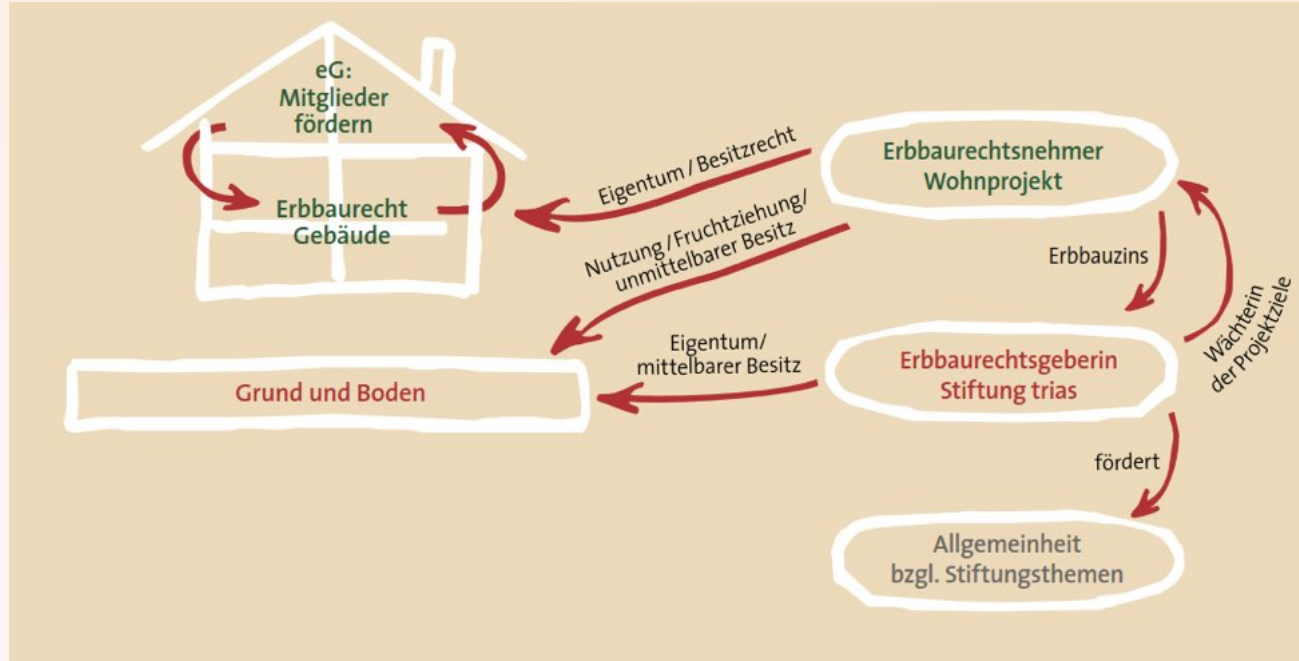 eG:
Mitglieder
fördern
Erbbaurecht
Gebäude
Eigentum / Besitzrecht
Nutzung / Fruchtziehung/
unmittelbarer Besitz
Erbbaurechtsnehmer
Wohnprojekt
Erbbauzins
Wächterin
der Projektziele
Eigentum/
mittelbarer Besitz
Grund und Boden
Erbbaurechtsgeberin
Stiftung trias
fördert
Allgemeinheit
bzgl. Stiftungsthemen